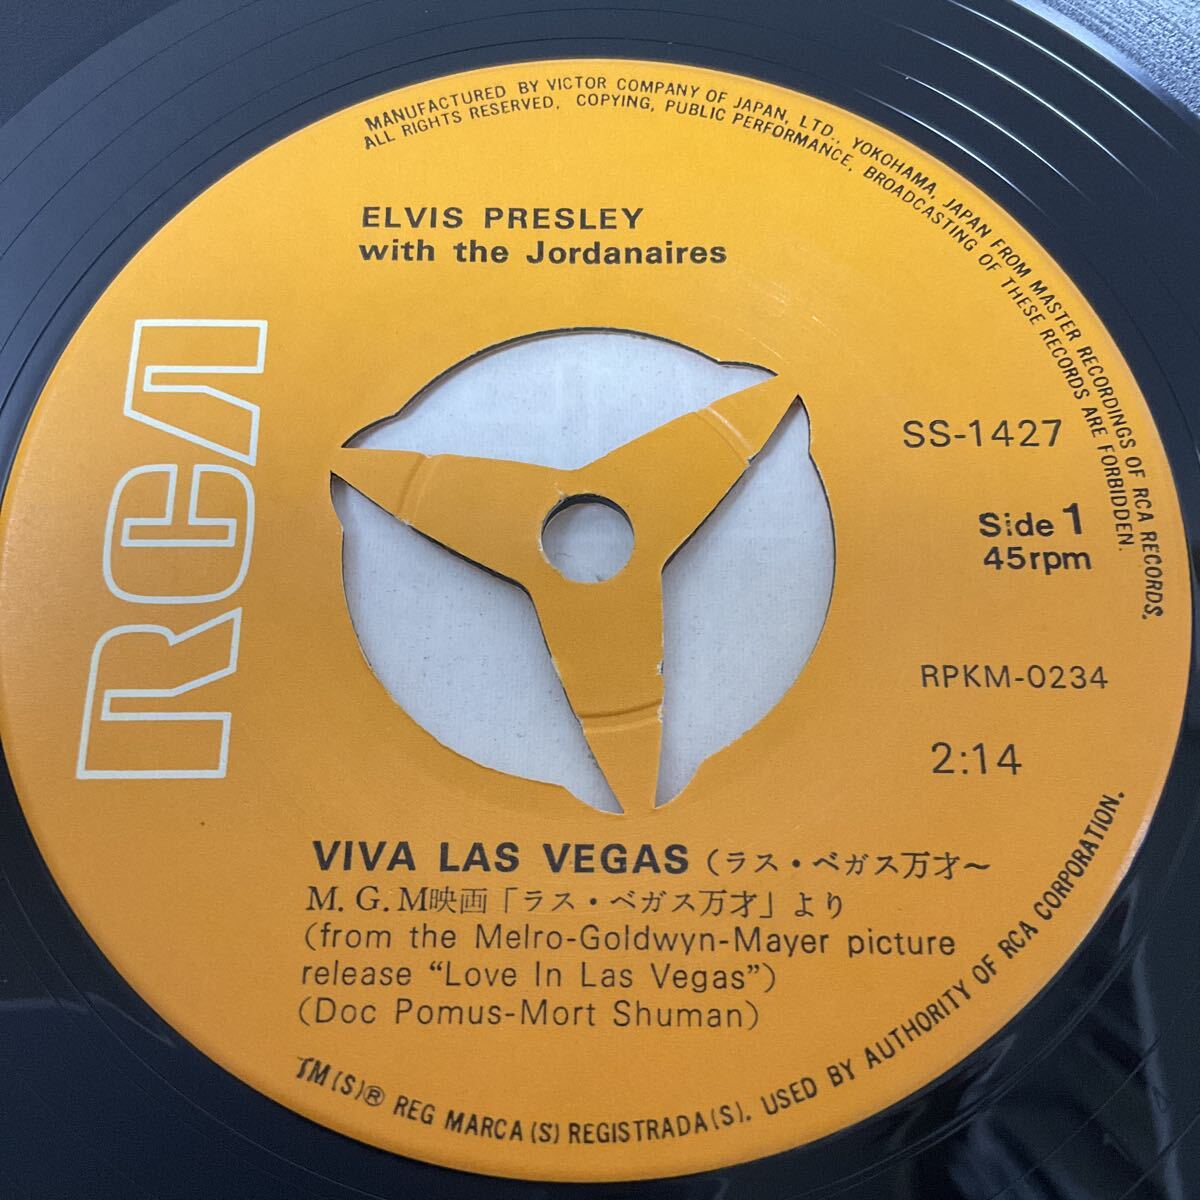 MANUFACTURED BY VICTOR COMPANY OF JAPAN, LTD., YOKOHAMA, JAPAN FROM MASTER RECORDINGS OF RCA RECORDS.
ALL RIGHTS RESERVED, COPYING, PUBLIC PERFORMANCE, BROADCASTING OF THESE RECORDS ARE FORBIDDEN.
ELVIS PRESLEY
with the Jordanaires
RCA
SS-1427
Side 1
45rpm
RPKM-0234
2:14
VIVA LAS VEGAS (ラス・ベガス万才〜
M.G.M映画「ラス・ベガス万才」より
(from the Melro-Goldwyn-Mayer picture
release “Love In Las Vegas”)
(Doc Pomus-Mort Shuman)
TM(S)® REG MARCA(S) REGISTRADA(S). USED BY AUTHORITY OF RCA CORPORATION.